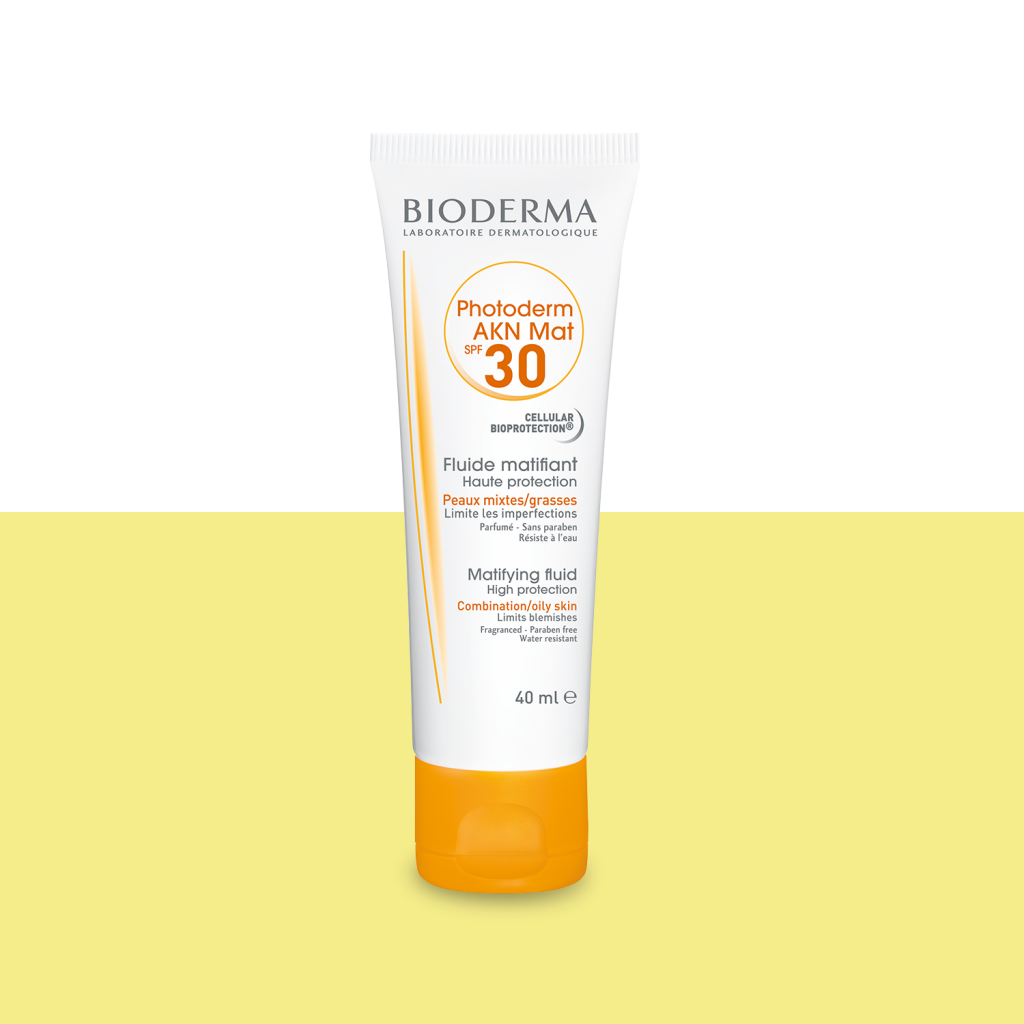 BIODERMA
LABORATOIRE DERMATOLOGIQUE
Photoderm
AKN Mat
SPF 30
CELLULAR
BIOPROTECTION®
Fluide matifiant
Haute protection
Peaux mixtes/grasses
Limite les imperfections
Parfumé - Sans paraben
Résiste à l'eau
Matifying fluid
High protection
Combination/oily skin
Limits blemishes
Fragranced - Paraben free
Water resistant
40 ml ℮